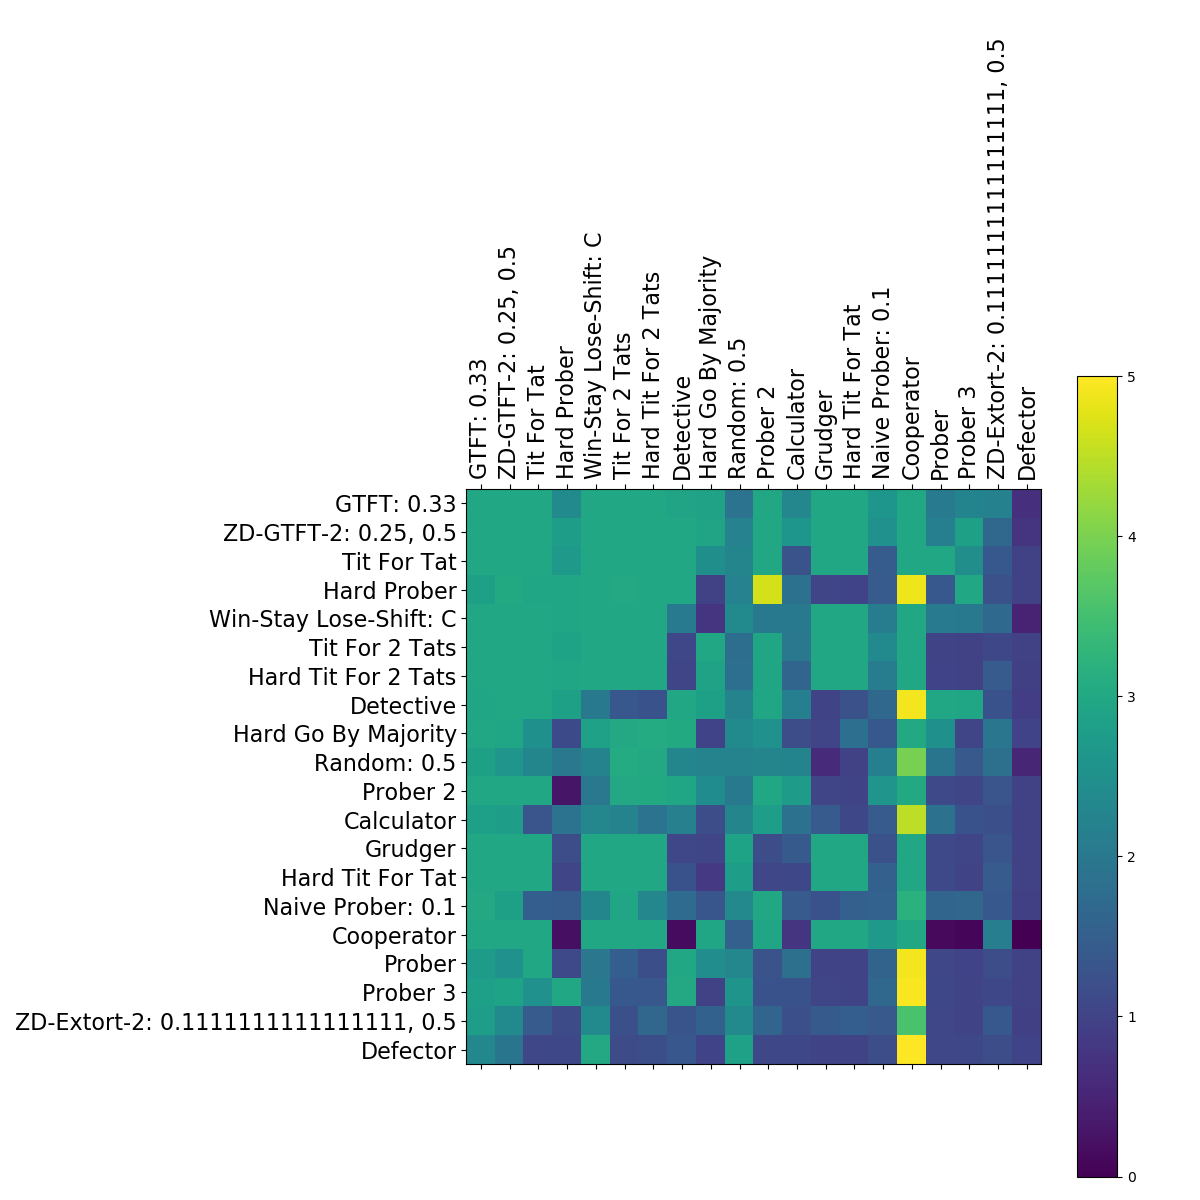 GTFT: 0.33
ZD-GTFT-2: 0.25, 0.5
Tit For Tat
Hard Prober
Win-Stay Lose-Shift: C
Tit For 2 Tats
Hard Tit For 2 Tats
Detective
Hard Go By Majority
Random: 0.5
Prober 2
Calculator
Grudger
Hard Tit For Tat
Naive Prober: 0.1
Cooperator
Prober
Prober 3
ZD-Extort-2: 0.1111111111111111, 0.5
Defector
GTFT: 0.33
ZD-GTFT-2: 0.25, 0.5
Tit For Tat
Hard Prober
Win-Stay Lose-Shift: C
Tit For 2 Tats
Hard Tit For 2 Tats
Detective
Hard Go By Majority
Random: 0.5
Prober 2
Calculator
Grudger
Hard Tit For Tat
Naive Prober: 0.1
Cooperator
Prober
Prober 3
ZD-Extort-2: 0.1111111111111111, 0.5
Defector
5
4
3
2
1
0